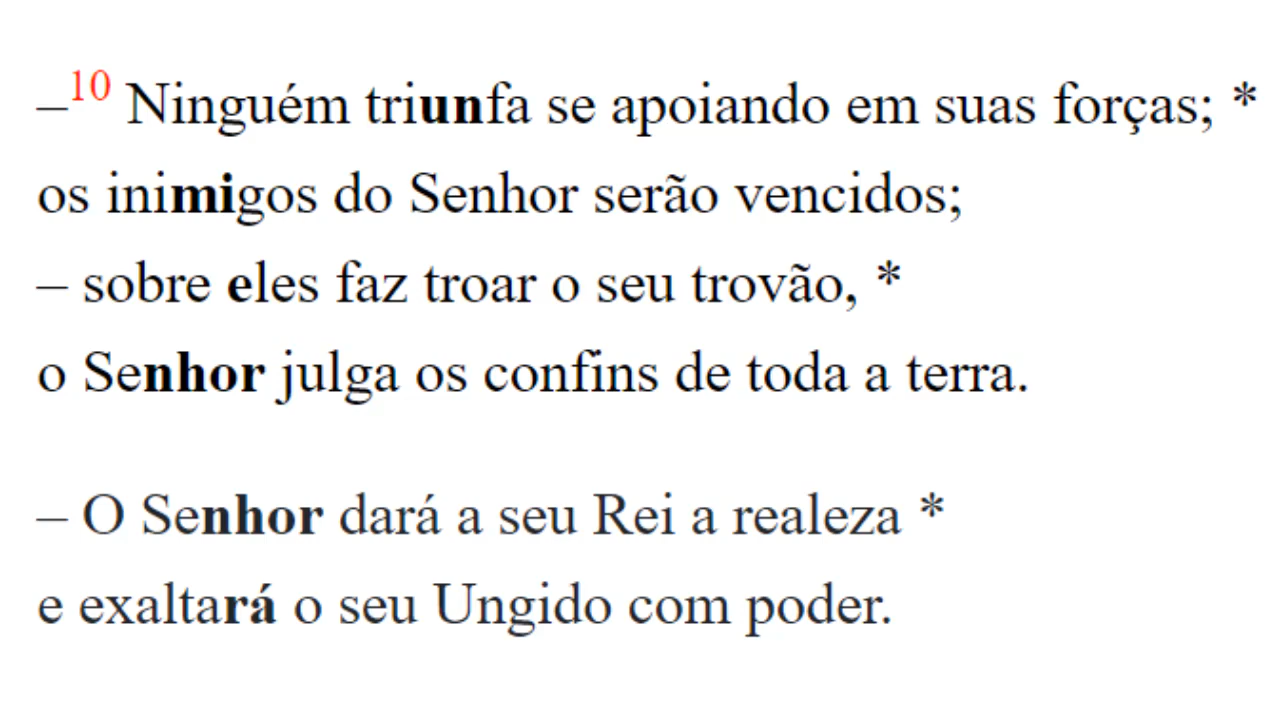 –10 Ninguém triunfa se apoiando em suas forças; *
os inimigos do Senhor serão vencidos;
– sobre eles faz troar o seu trovão, *
o Senhor julga os confins de toda a terra.
– O Senhor dará a seu Rei a realeza *
e exaltará o seu Ungido com poder.